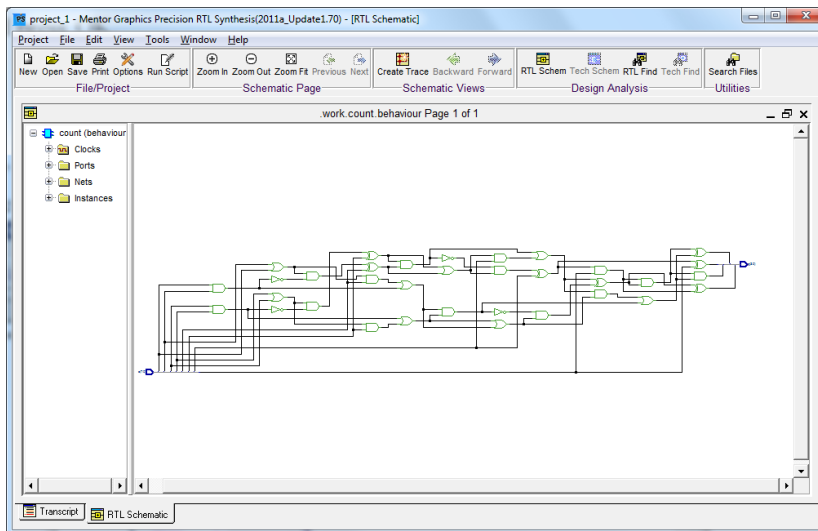 PS project_1 - Mentor Graphics Precision RTL Synthesis(2011a_Update1.70) - [RTL Schematic]
Project File Edit View Tools Window Help
New Open Save Print Options Run Script Zoom In Zoom Out Zoom Fit Previous Next Create Trace Backward Forward RTL Schem Tech Schem RTL Find Tech Find Search Files
File/Project Schematic Page Schematic Views Design Analysis Utilities
.work.count.behaviour Page 1 of 1
count (behaviour
Clocks
Ports
Nets
Instances
Transcript RTL Schematic